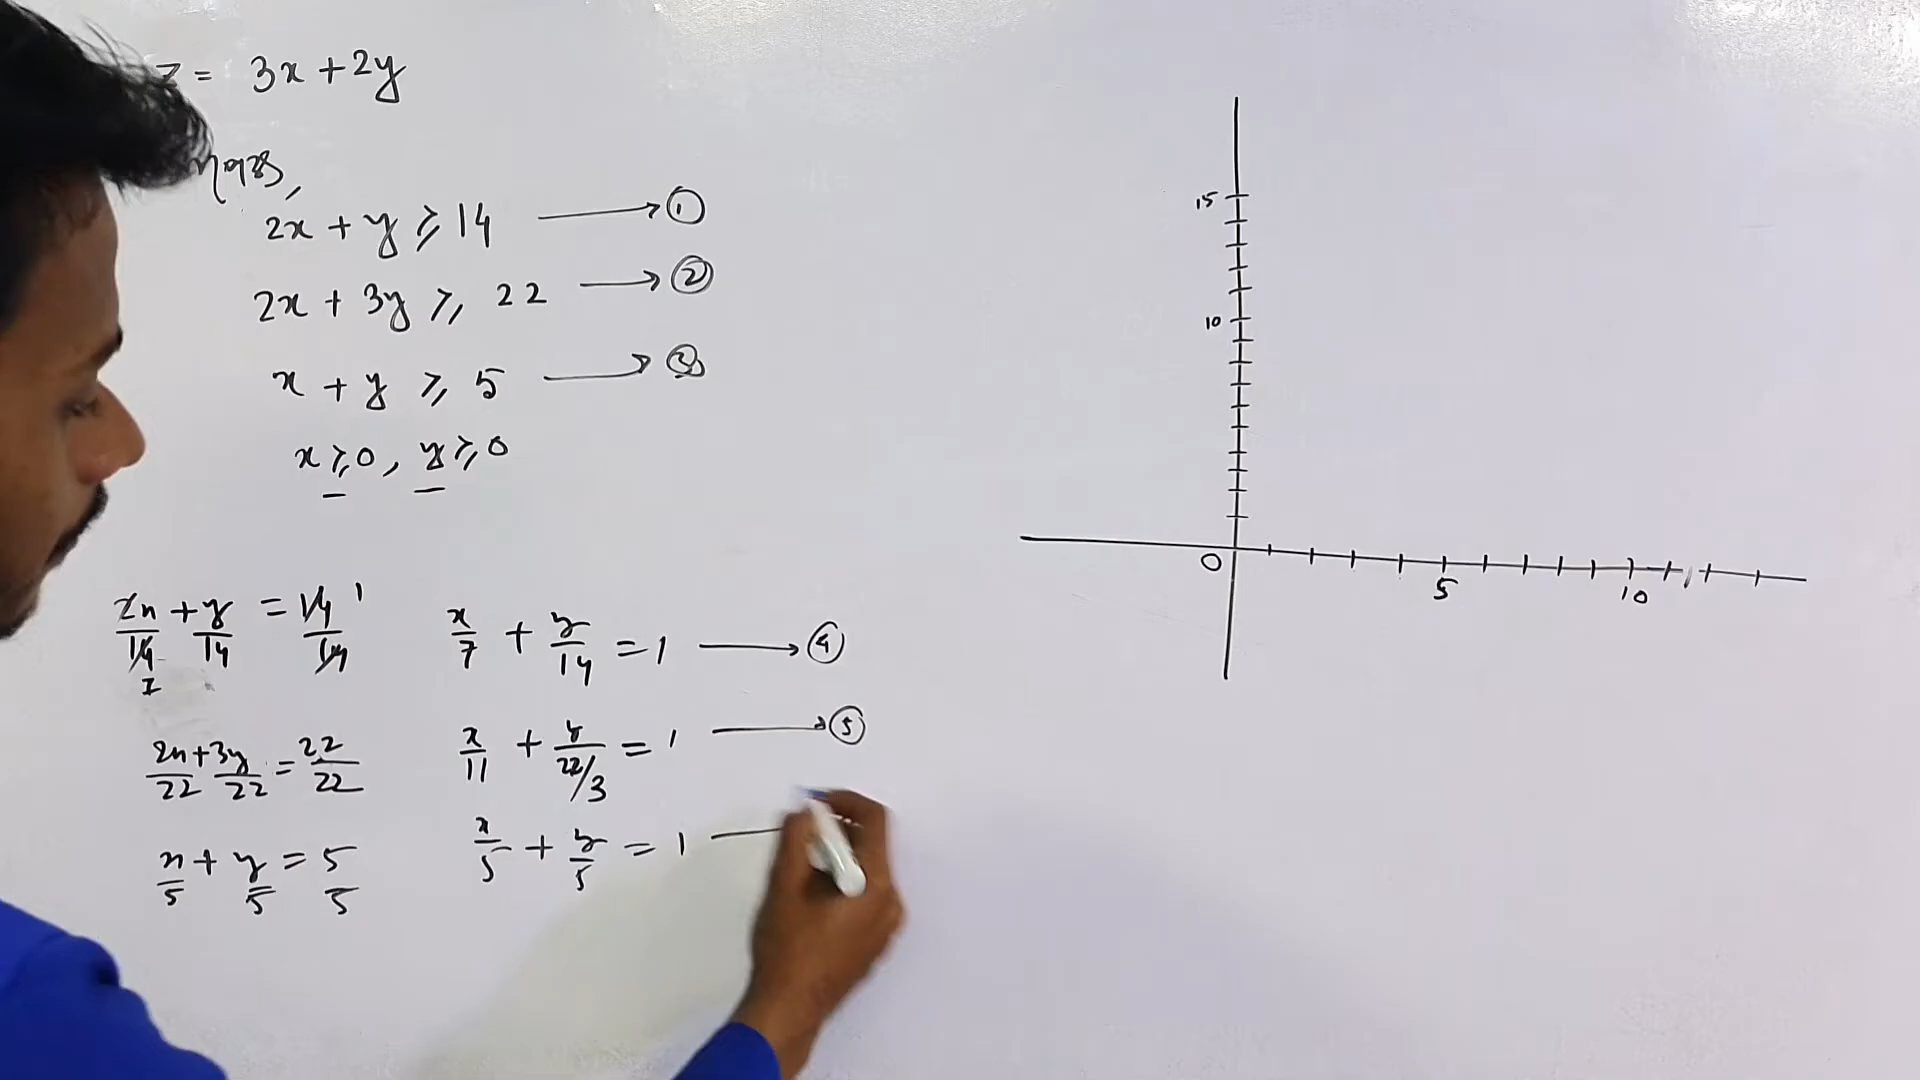 z = 3x + 2y
2x + y ≥ 14 → ①
2x + 3y ≥ 22 → ②
x + y ≥ 5 → ③
x ≥ 0, y ≥ 0
2x/14 + y/14 = 14/14 1
7
x/7 + y/14 = 1 → ④
2x/22 + 3y/22 = 22/22
x/11 + y/22/3 = 1 → ⑤
x/5 + y/5 = 5/5
x/5 + y/5 = 1
15
10
0
5
10